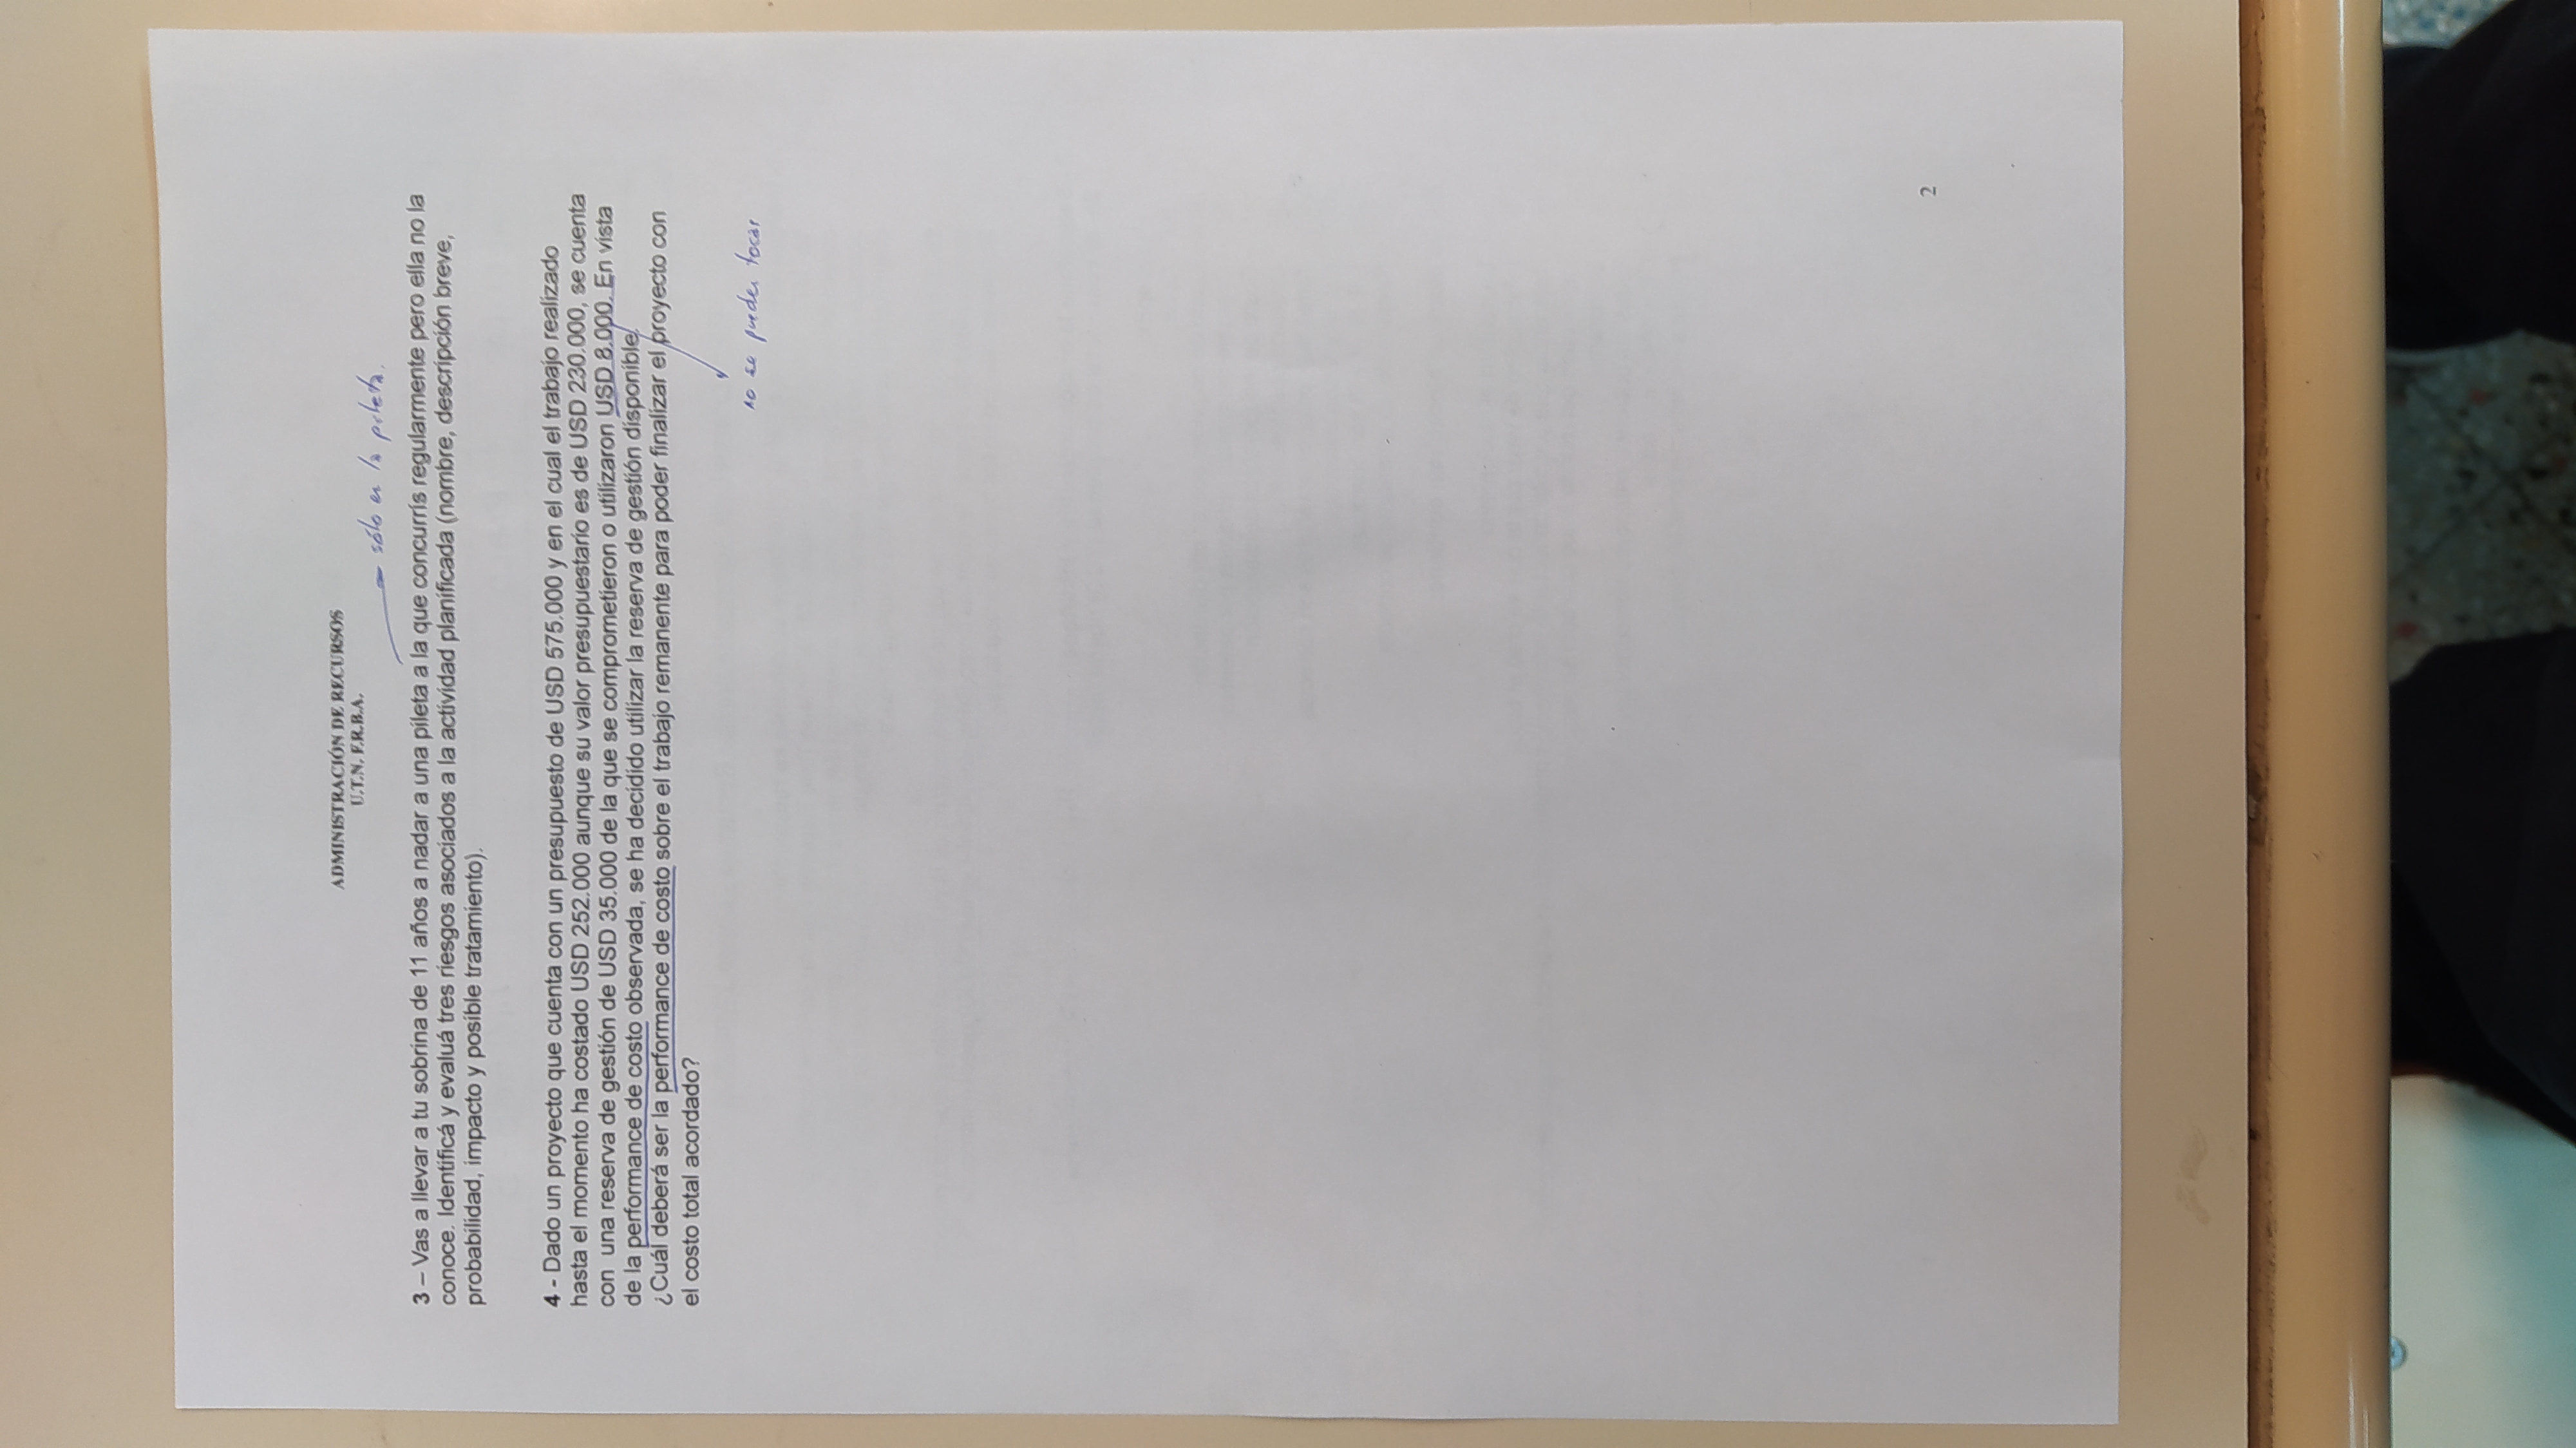 ADMINISTRACIÓN DE RECURSOS
U.T.N. F.R.B.A.
sólo en la pileta.
3 – Vas a llevar a tu sobrina de 11 años a nadar a una pileta a la que concurrís regularmente pero ella no la
conoce. Identificá y evaluá tres riesgos asociados a la actividad planificada (nombre, descripción breve,
probabilidad, impacto y posible tratamiento).
4 - Dado un proyecto que cuenta con un presupuesto de USD 575.000 y en el cual el trabajo realizado
hasta el momento ha costado USD 252.000 aunque su valor presupuestario es de USD 230.000, se cuenta
con una reserva de gestión de USD 35.000 de la que se comprometieron o utilizaron USD 8.000. En vista
de la performance de costo observada, se ha decidido utilizar la reserva de gestión disponible.
¿Cuál deberá ser la performance de costo sobre el trabajo remanente para poder finalizar el proyecto con
el costo total acordado?
no se pueden tocar
2